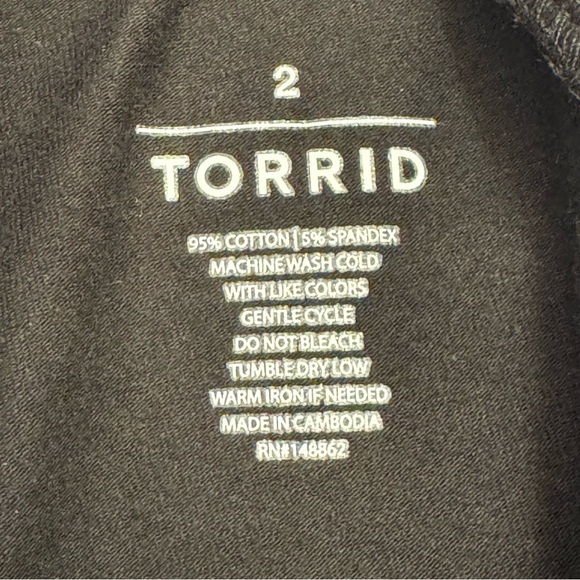 2
TORRID
95% COTTON | 5% SPANDEX
MACHINE WASH COLD
WITH LIKE COLORS
GENTLE CYCLE
DO NOT BLEACH
TUMBLE DRY LOW
WARM IRON IF NEEDED
MADE IN CAMBODIA
RN#148862